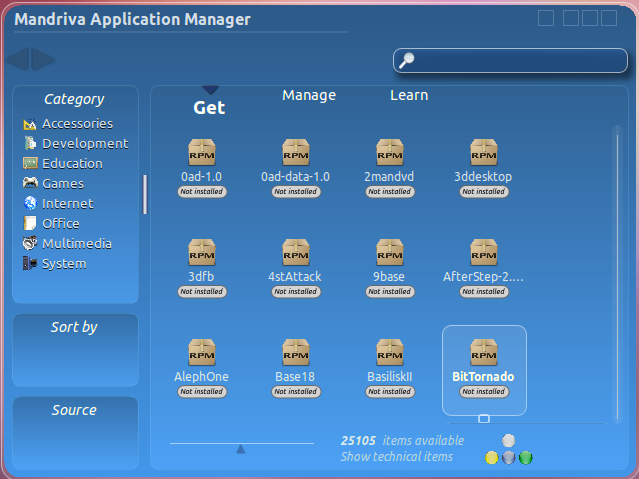 Mandriva Application Manager
Category
Accessories
Development
Education
Games
Internet
Office
Multimedia
System
Sort by
Source
Get
Manage
Learn
RPM RPM RPM RPM
0ad-1.0 0ad-data-1.0 2mandvd 3ddesktop
Not installed Not installed Not installed Not installed
RPM RPM RPM RPM
3dfb 4stAttack 9base AfterStep-2....
Not installed Not installed Not installed Not installed
RPM RPM RPM RPM
AlephOne Base18 BasiliskII BitTornado
Not installed Not installed Not installed Not installed
25105 items available
Show technical items